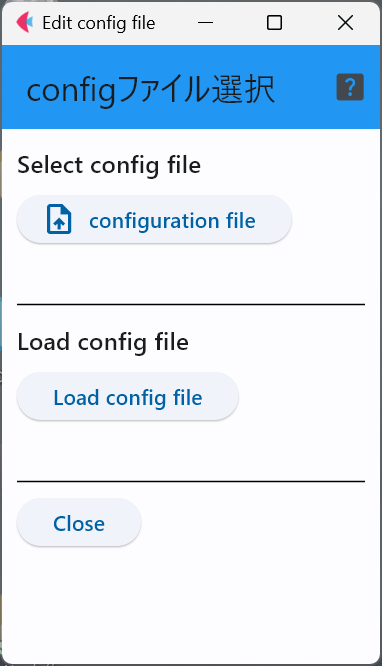 Edit config file
configファイル選択
Select config file
configuration file
Load config file
Load config file
Close